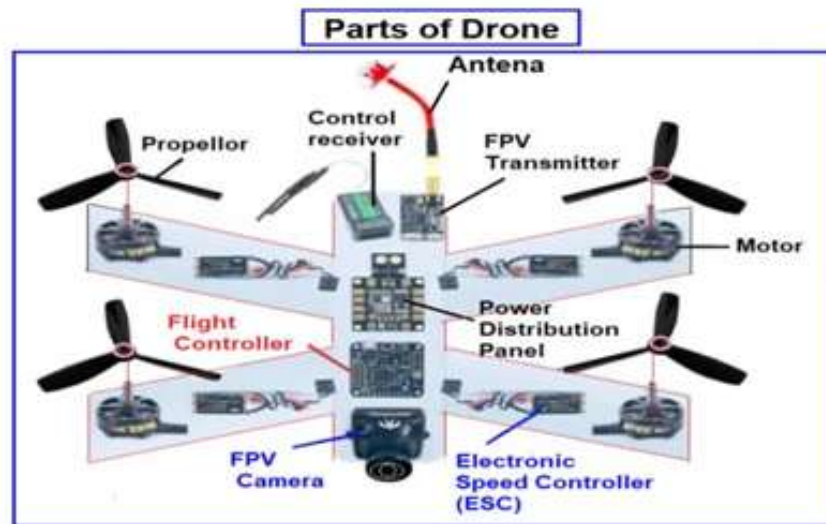 Parts of Drone
Antena
Control
receiver
FPV
Transmitter
Propellor
Motor
Power
Distribution
Panel
Flight
Controller
FPV
Camera
Electronic
Speed Controller
(ESC)